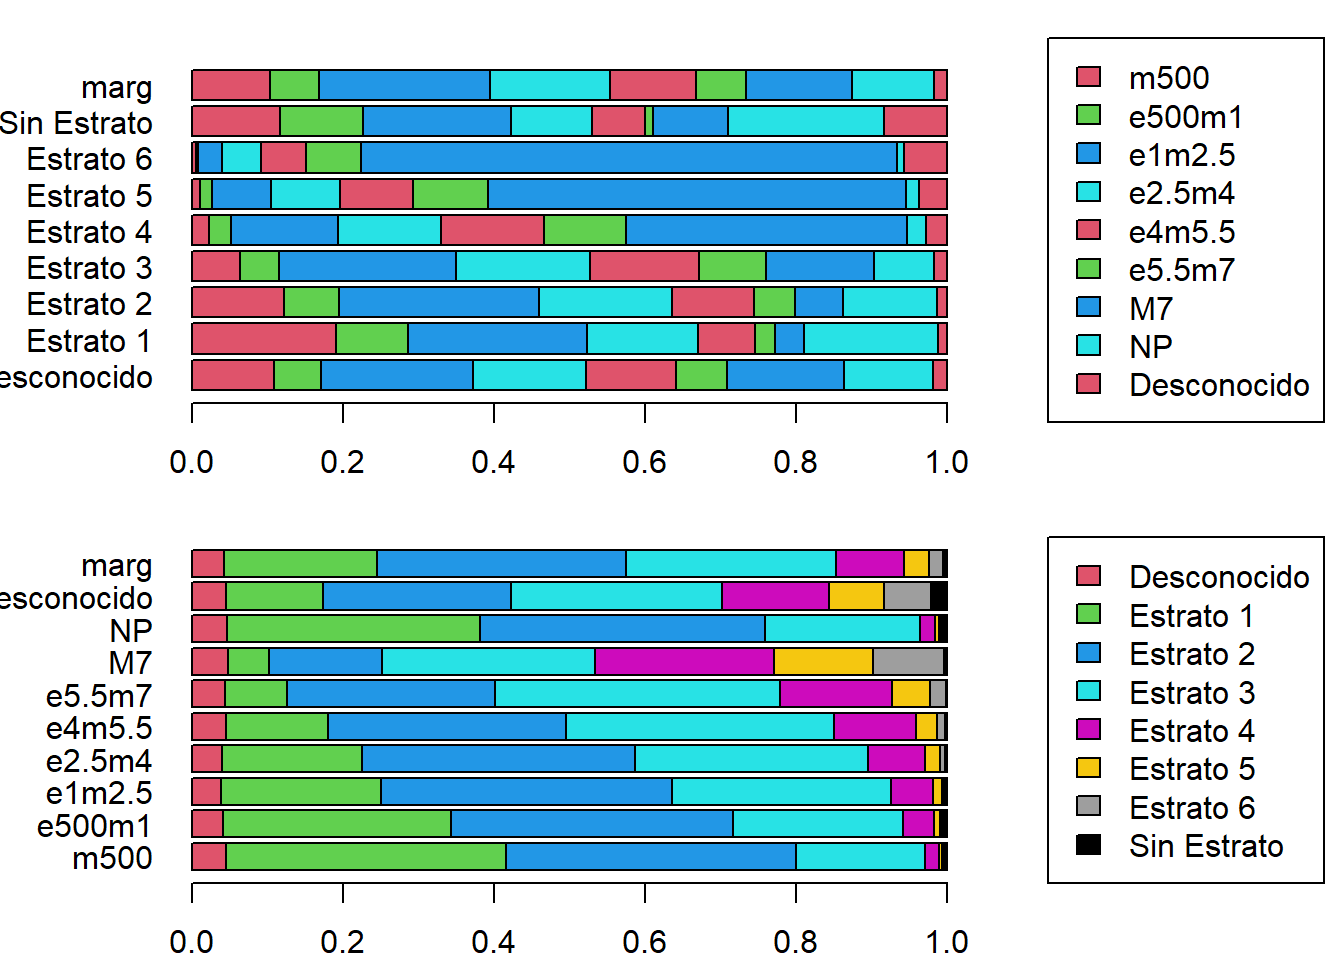 marg
Sin Estrato
Estrato 6
Estrato 5
Estrato 4
Estrato 3
Estrato 2
Estrato 1
esconocido
0.0 0.2 0.4 0.6 0.8 1.0
m500
e500m1
e1m2.5
e2.5m4
e4m5.5
e5.5m7
M7
NP
Desconocido
marg
esconocido
NP
M7
e5.5m7
e4m5.5
e2.5m4
e1m2.5
e500m1
m500
0.0 0.2 0.4 0.6 0.8 1.0
Desconocido
Estrato 1
Estrato 2
Estrato 3
Estrato 4
Estrato 5
Estrato 6
Sin Estrato